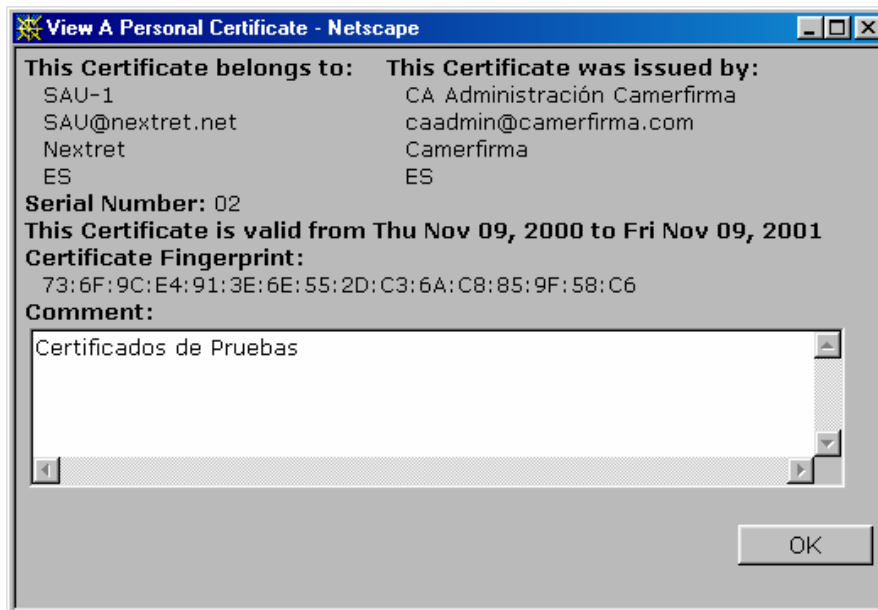 View A Personal Certificate - Netscape
This Certificate belongs to: This Certificate was issued by:
SAU-1 CA Administración Camerfirma
SAU@nextret.net caadmin@camerfirma.com
Nextret Camerfirma
ES ES
Serial Number: 02
This Certificate is valid from Thu Nov 09, 2000 to Fri Nov 09, 2001
Certificate Fingerprint:
73:6F:9C:E4:91:3E:6E:55:2D:C3:6A:C8:85:9F:58:C6
Comment:
Certificados de Pruebas
OK